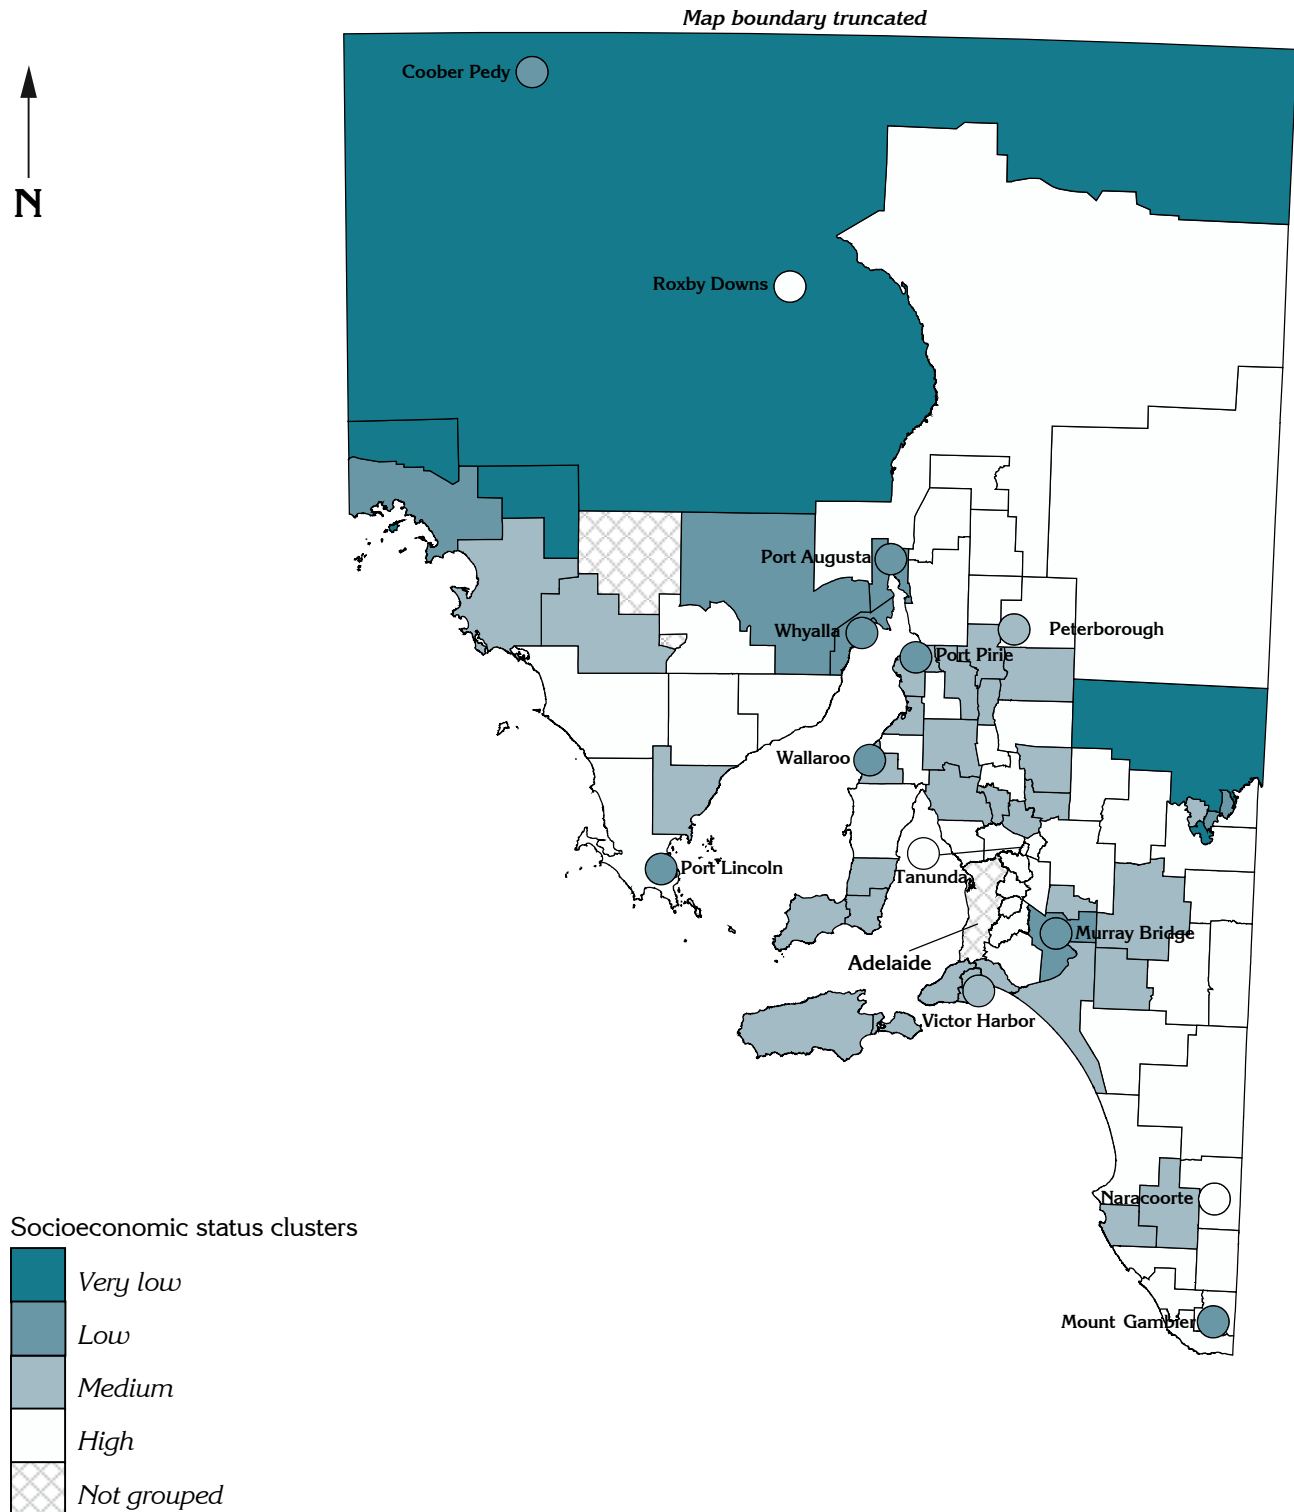 Map boundary truncated
Coober Pedy
N
Roxby Downs
Port Augusta
Whyalla
Peterborough
Port Pirie
Wallaroo
Port Lincoln
Tanunda
Murray Bridge
Adelaide
Victor Harbor
Naracoorte
Mount Gambier
Socioeconomic status clusters
Very low
Low
Medium
High
Not grouped